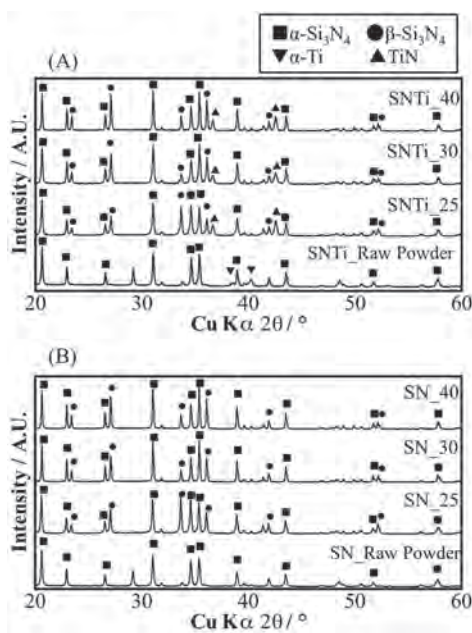 ■α-Si₃N₄ ●β-Si₃N₄
▼α-Ti ▲TiN
(A)
SNTi_40
SNTi_30
SNTi_25
SNTi_Raw Powder
Intensity / A.U.
20 30 40 50 60
Cu Kα 2θ / °
(B)
SN_40
SN_30
SN_25
SN_Raw Powder
Intensity / A.U.
20 30 40 50 60
Cu Kα 2θ / °